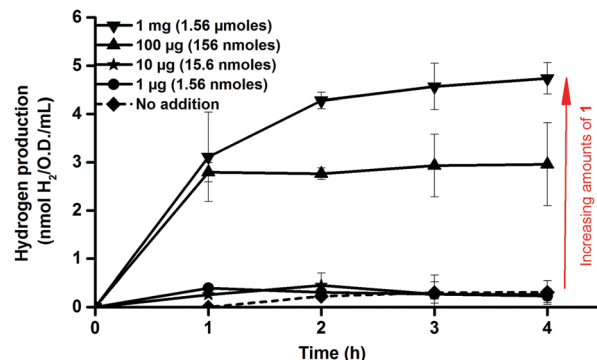 6
5
4
3
2
1
0
Hydrogen production
(nmol H₂/O.D./mL)
1 mg (1.56 μmoles)
100 μg (156 nmoles)
10 μg (15.6 nmoles)
1 μg (1.56 nmoles)
No addition
Increasing amounts of 1
0 1 2 3 4
Time (h)